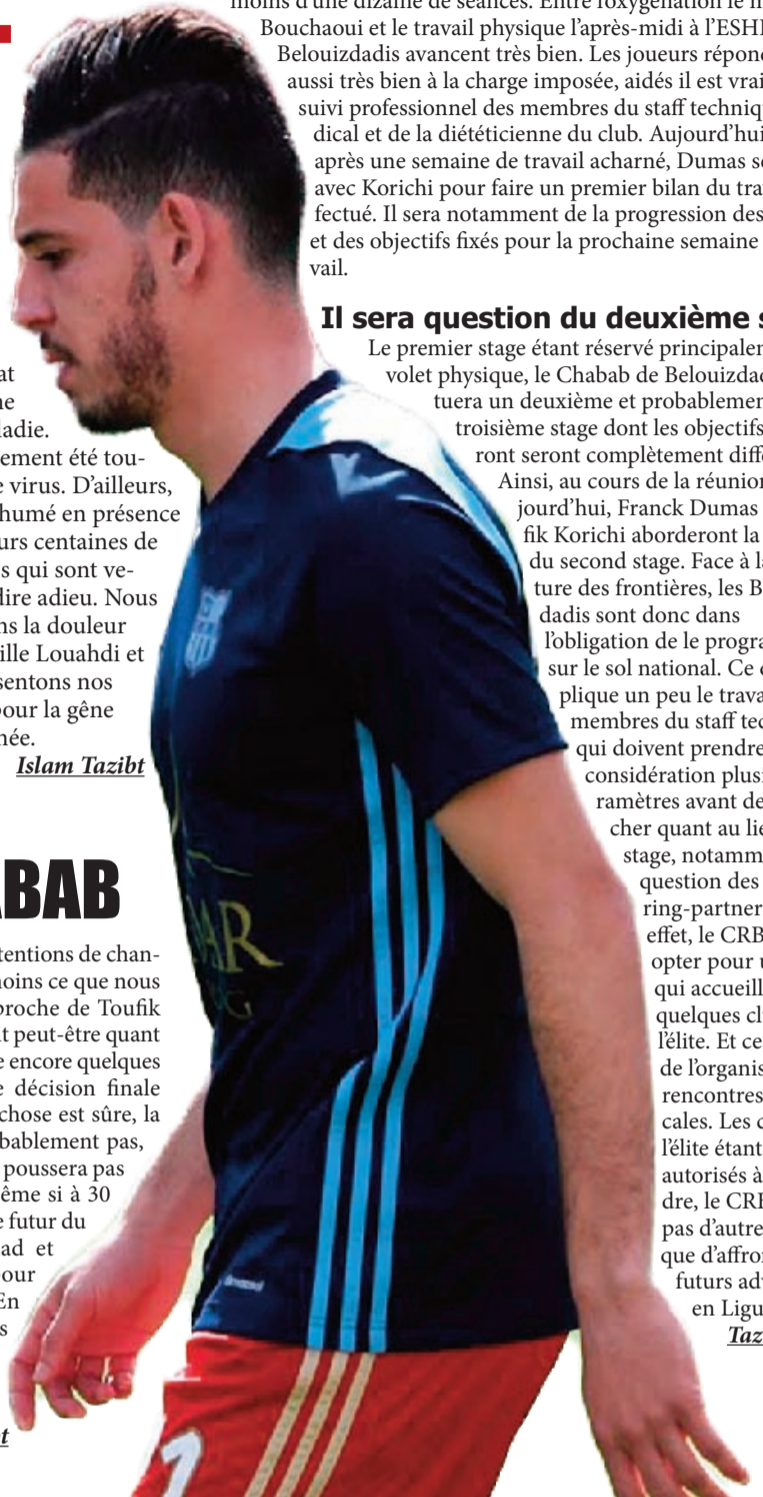 at
ne
ladie.
ement été tou-
e virus. D'ailleurs,
humé en présence
urs centaines de
s qui sont ve-
dire adieu. Nous
ns la douleur
ille Louahdi et
sentons nos
pour la gêne
née.
Islam Tazibt
ABAB
tentions de chan-
moins ce que nous
proche de Toufik
t peut-être quant
e encore quelques
e décision finale
chose est sûre, la
bablement pas,
poussera pas
ême si à 30
e futur du
ad et
pour
En
s
t
moins d'une dizaine de séances. Entre l'oxygénation le m
Bouchaoui et le travail physique l'après-midi à l'ESH
Belouizdadis avancent très bien. Les joueurs répond
aussi très bien à la charge imposée, aidés il est vrai
suivi professionnel des membres du staff techniqu
dical et de la diététicienne du club. Aujourd'hui
après une semaine de travail acharné, Dumas se
avec Korichi pour faire un premier bilan du tra
fectué. Il sera notamment de la progression des
et des objectifs fixés pour la prochaine semaine
vail.
Il sera question du deuxième s
Le premier stage étant réservé principalem
volet physique, le Chabab de Belouizdad
tuera un deuxième et probablemen
troisième stage dont les objectifs
ront seront complètement diffé
Ainsi, au cours de la réunion
jourd'hui, Franck Dumas
fik Korichi aborderont la
du second stage. Face à la
ture des frontières, les B
dadis sont donc dans
l'obligation de le progra
sur le sol national. Ce c
plique un peu le trava
membres du staff tec
qui doivent prendre
considération plusi
ramètres avant de
cher quant au lie
stage, notamm
question des
ring-partner
effet, le CRB
opter pour u
qui accueill
quelques cl
l'élite. Et ce
de l'organis
rencontres
cales. Les c
l'élite étant
autorisés à
dre, le CRB
pas d'autre
que d'affron
futurs adv
en Ligu
Taz
AR
G
1